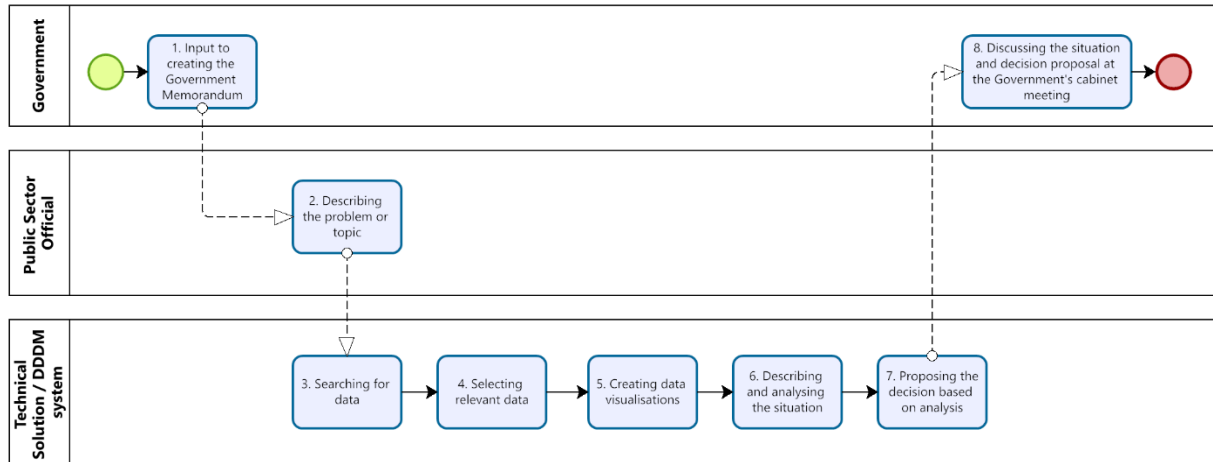 Government
1. Input to
creating the
Government
Memorandum
8. Discussing the situation
and decision proposal at
the Government's cabinet
meeting
Public Sector
Official
2. Describing
the problem or
topic
Technical
Solution / DDDM
system
3. Searching for
data
4. Selecting
relevant data
5. Creating data
visualisations
6. Describing
and analysing
the situation
7. Proposing the
decision based
on analysis